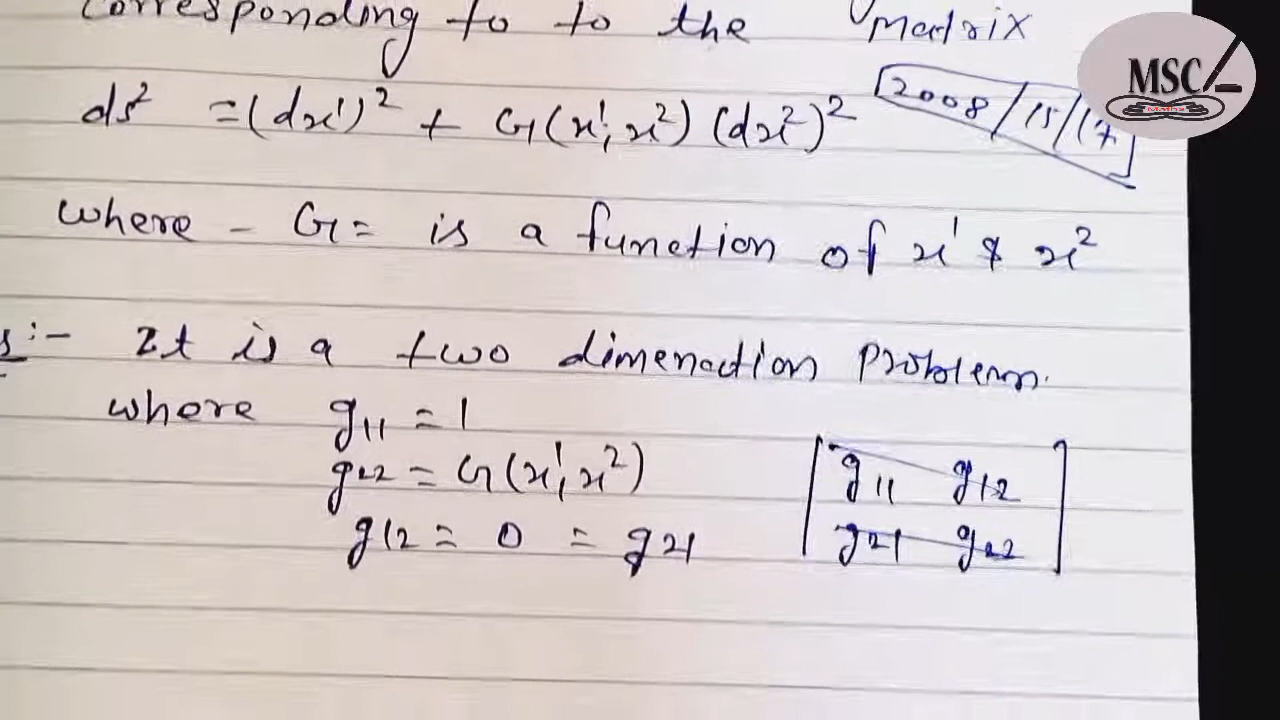 corresponding to to the matrix
ds² = (dx¹)² + G(x¹, x²) (dx²)² 2008/15/17
MSC
Maths
where - G = is a function of x¹ & x²
s:- It is a two dimenaction problem.
where g₁₁ = 1
g₂₂ = G(x¹, x²)
g₁₂ = 0 = g₂₁
g₁₁ g₁₂
g₂₁ g₂₂